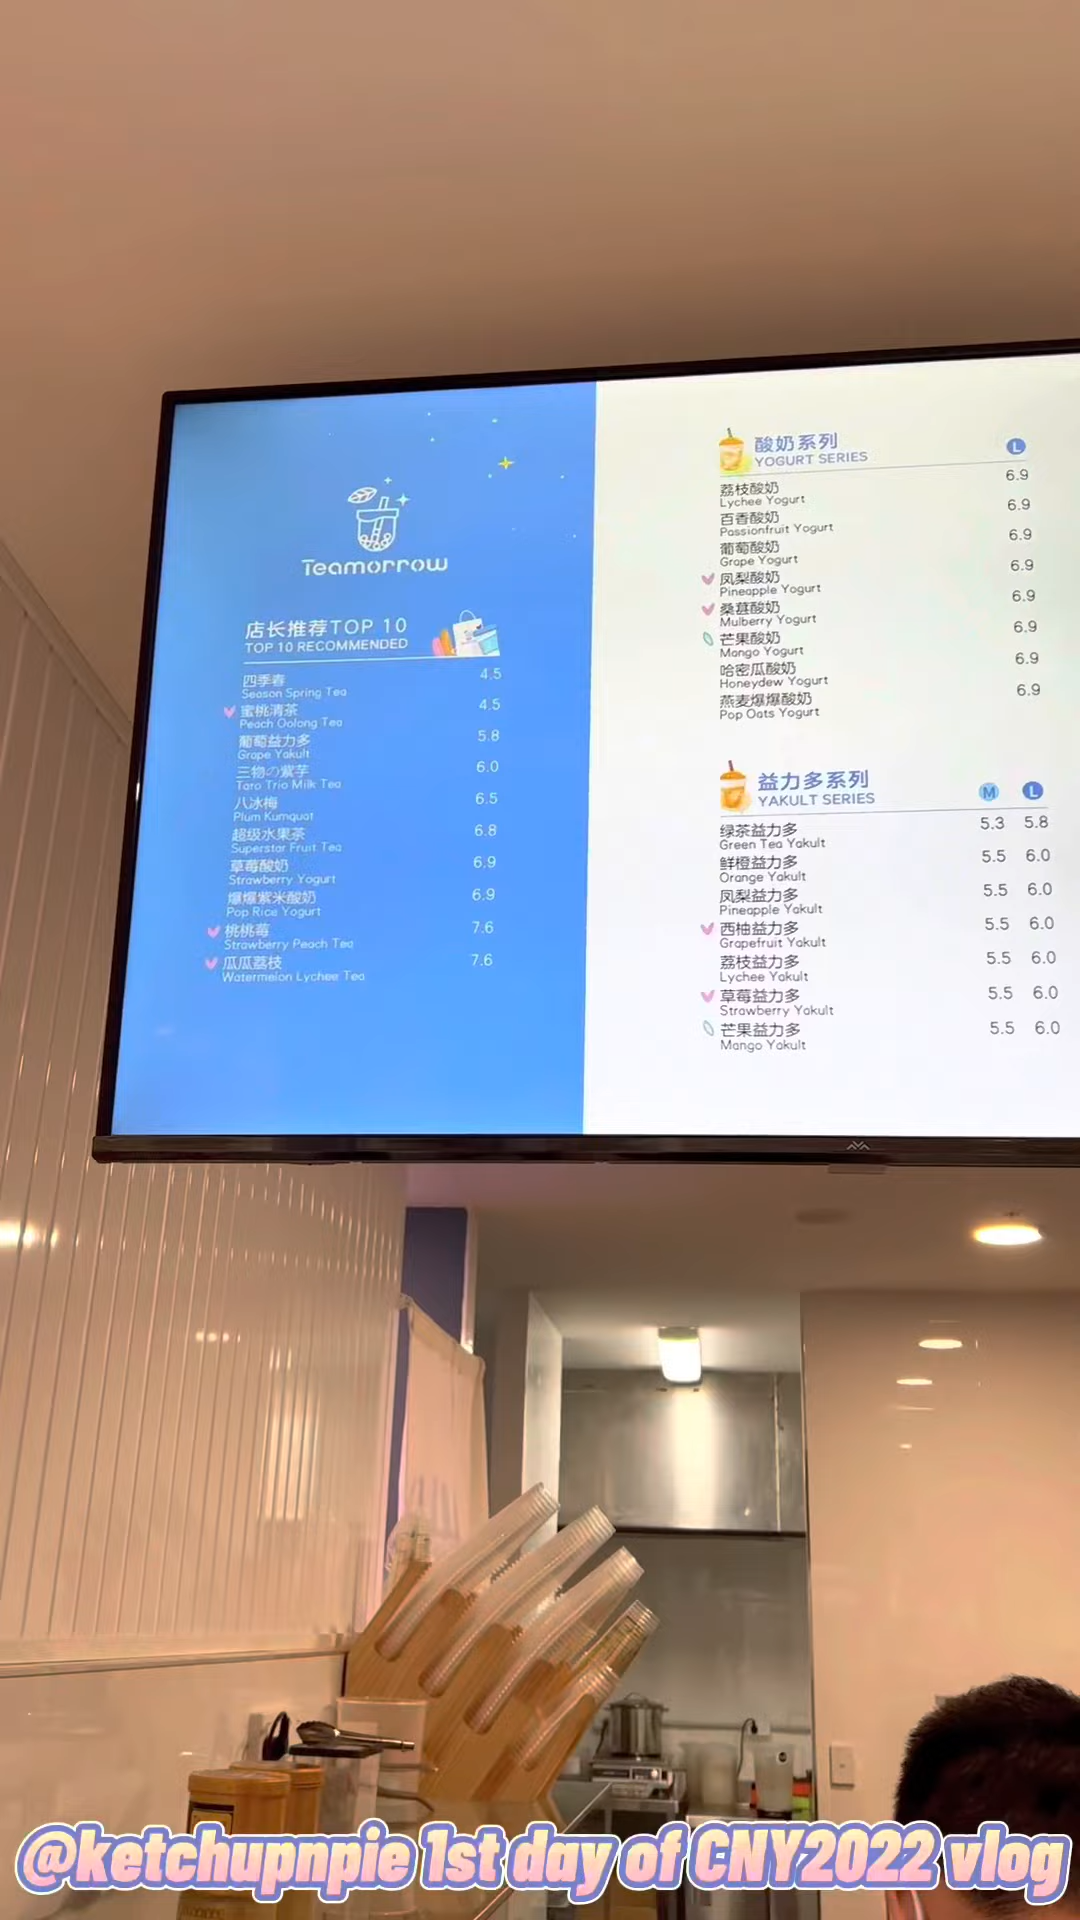 Teamorrow
店长推荐TOP 10
TOP 10 RECOMMENDED
四季春 4.5
Season Spring Tea
蜜桃清茶 4.5
Peach Oolong Tea
葡萄益力多 5.8
Grape Yakult
三物の紫芋 6.0
Taro Trio Milk Tea
八冰梅 6.5
Plum Kumquat
超级水果茶 6.8
Superstar Fruit Tea
草莓酸奶 6.9
Strawberry Yogurt
爆爆紫米酸奶 6.9
Pop Rice Yogurt
桃桃莓 7.6
Strawberry Peach Tea
瓜瓜荔枝 7.6
Watermelon Lychee Tea
酸奶系列 L
YOGURT SERIES
荔枝酸奶 6.9
Lychee Yogurt
百香酸奶 6.9
Passionfruit Yogurt
葡萄酸奶 6.9
Grape Yogurt
凤梨酸奶 6.9
Pineapple Yogurt
桑葚酸奶 6.9
Mulberry Yogurt
芒果酸奶 6.9
Mango Yogurt
哈密瓜酸奶 6.9
Honeydew Yogurt
燕麦爆爆酸奶 6.9
Pop Oats Yogurt
益力多系列 M L
YAKULT SERIES
绿茶益力多 5.3 5.8
Green Tea Yakult
鲜橙益力多 5.5 6.0
Orange Yakult
凤梨益力多 5.5 6.0
Pineapple Yakult
西柚益力多 5.5 6.0
Grapefruit Yakult
荔枝益力多 5.5 6.0
Lychee Yakult
草莓益力多 5.5 6.0
Strawberry Yakult
芒果益力多 5.5 6.0
Mango Yakult
@ketchupnpie 1st day of CNY2022 vlog